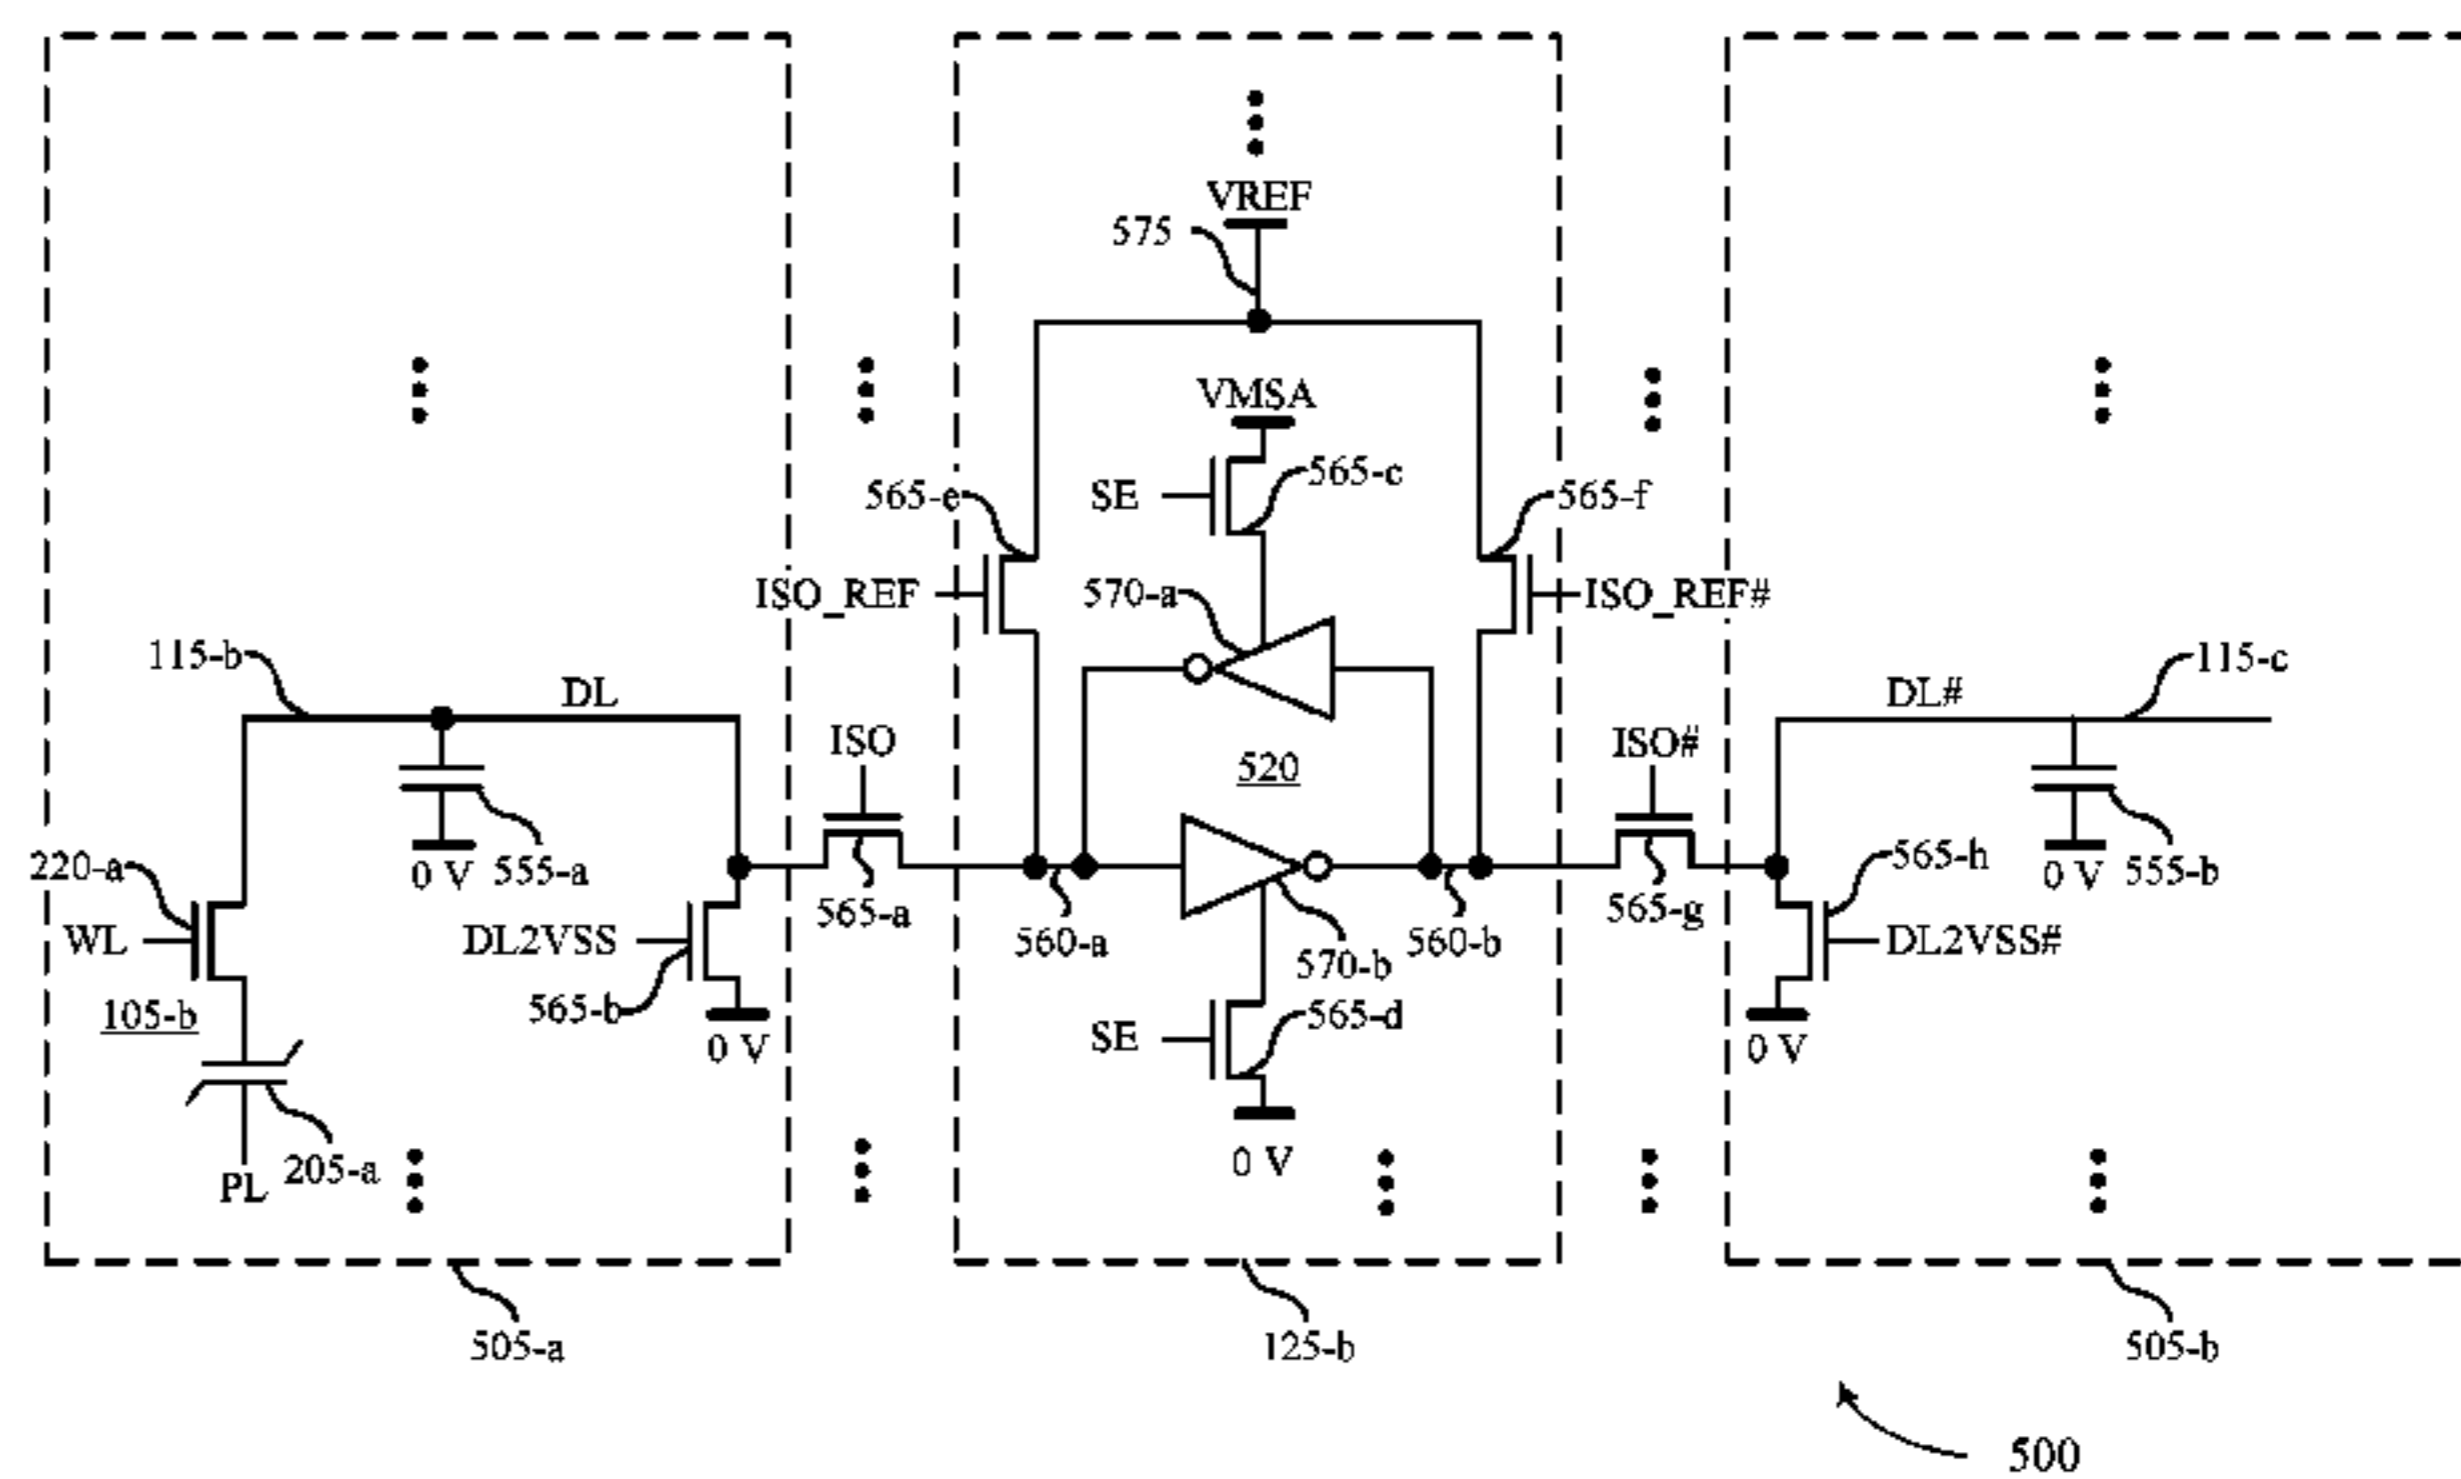 VREF
575
VMSA
565-e
SE
565-c
565-f
ISO_REF
570-a
ISO_REF#
115-b
DL
ISO
520
ISO#
DL#
115-c
220-a
0 V
555-a
565-a
560-a
570-b
560-b
565-g
565-h
0 V
555-b
WL
DL2VSS
DL2VSS#
105-b
565-b
0 V
SE
565-d
0 V
205-a
PL
0 V
505-a
125-b
505-b
500